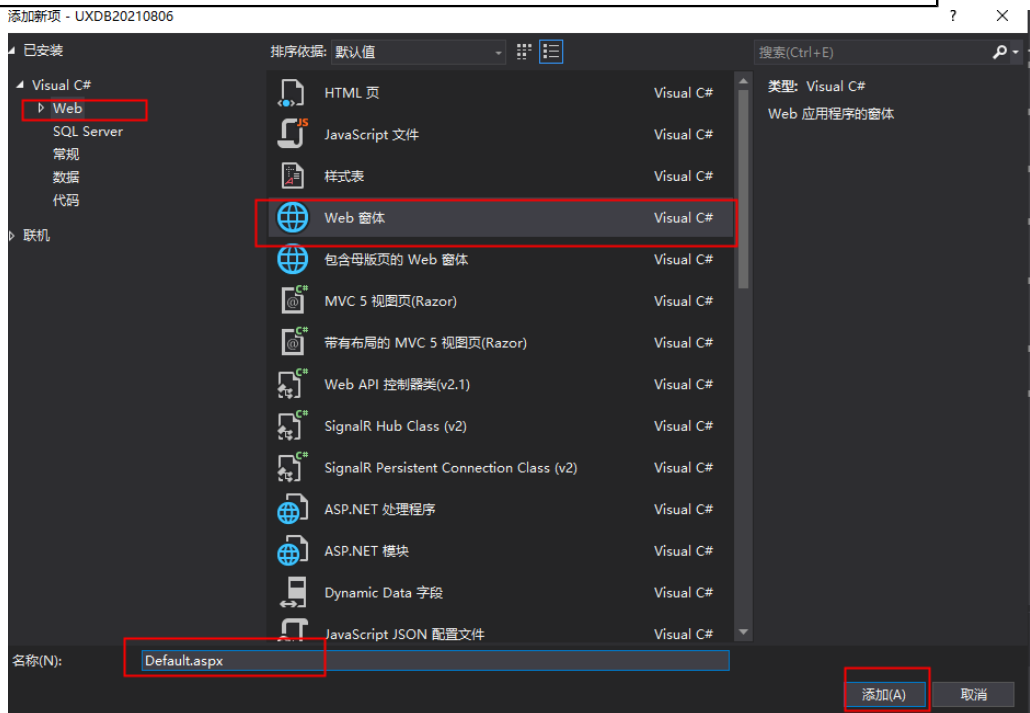 添加新项 - UXDB20210806 ? ×
已安装
排序依据: 默认值
搜索(Ctrl+E)
Visual C#
Web
SQL Server
常规
数据
代码
联机
HTML 页 Visual C#
JavaScript 文件 Visual C#
样式表 Visual C#
Web 窗体 Visual C#
包含母版页的 Web 窗体 Visual C#
MVC 5 视图页(Razor) Visual C#
带有布局的 MVC 5 视图页(Razor) Visual C#
Web API 控制器类(v2.1) Visual C#
SignalR Hub Class (v2) Visual C#
SignalR Persistent Connection Class (v2) Visual C#
ASP.NET 处理程序 Visual C#
ASP.NET 模块 Visual C#
Dynamic Data 字段 Visual C#
JavaScript JSON 配置文件 Visual C#
类型: Visual C#
Web 应用程序的窗体
名称(N): Default.aspx
添加(A) 取消